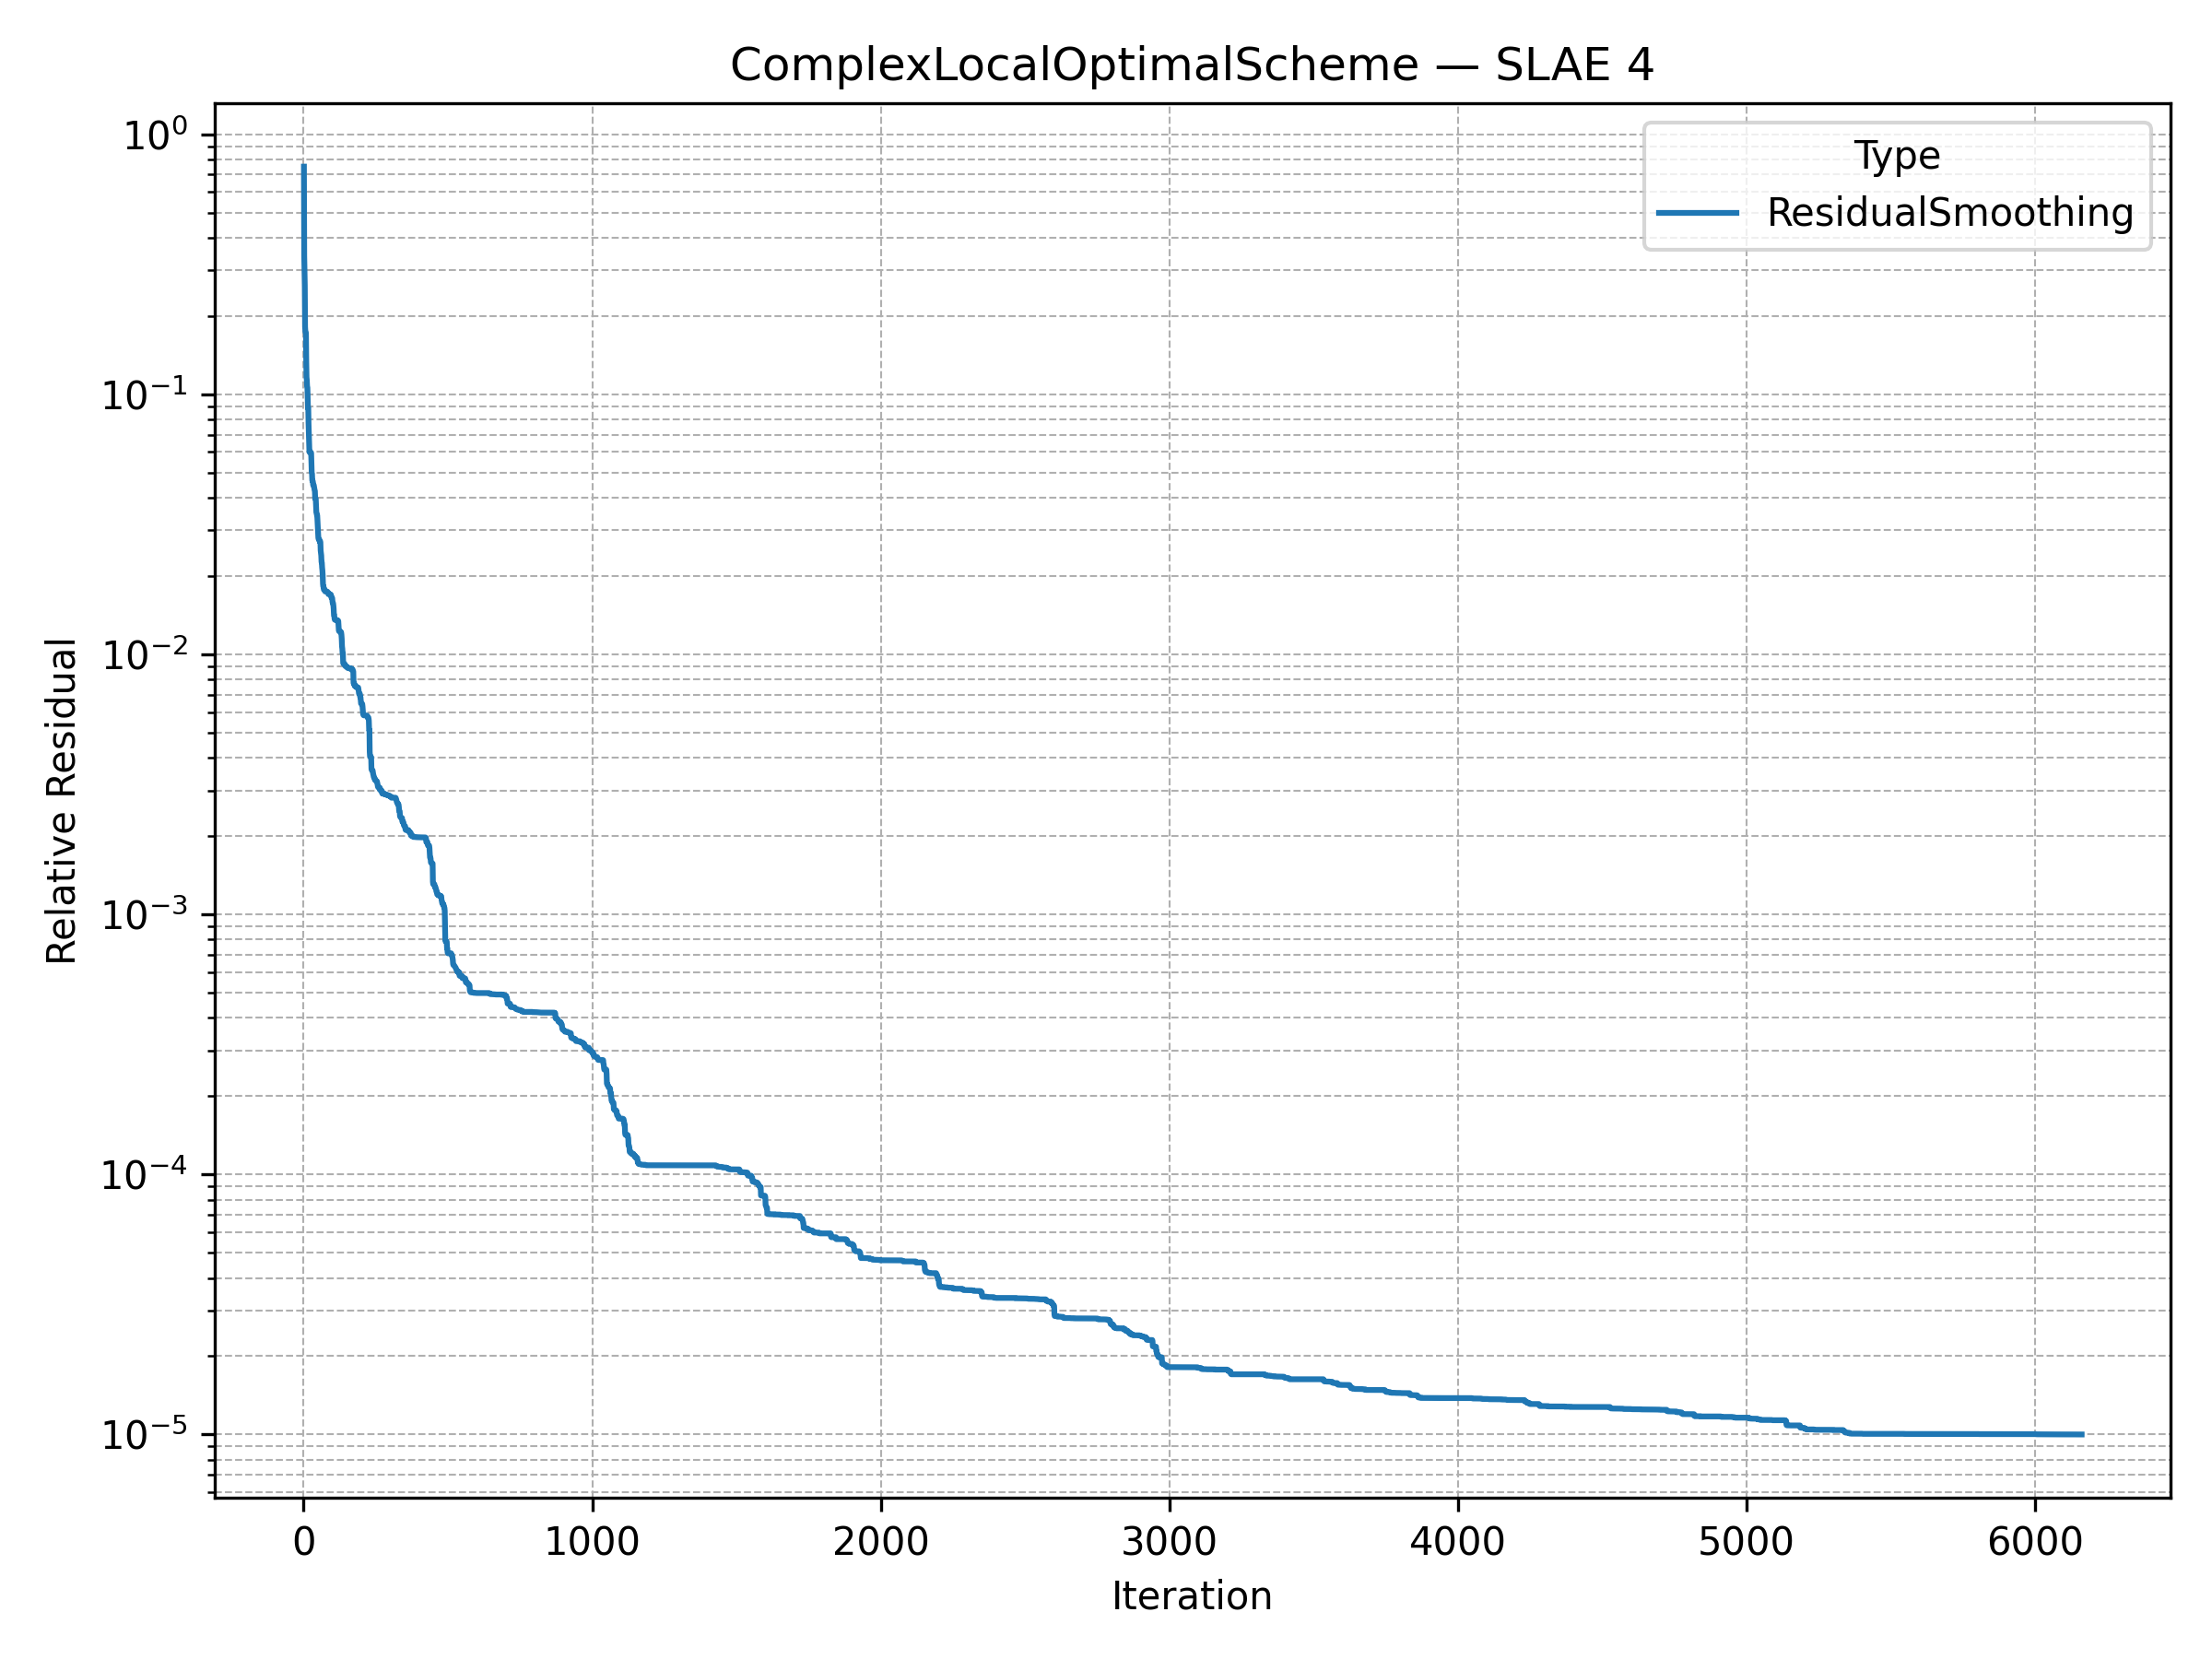 ComplexLocalOptimalScheme — SLAE 4
Type
ResidualSmoothing
Relative Residual
10⁰
10⁻¹
10⁻²
10⁻³
10⁻⁴
10⁻⁵
0 1000 2000 3000 4000 5000 6000
Iteration